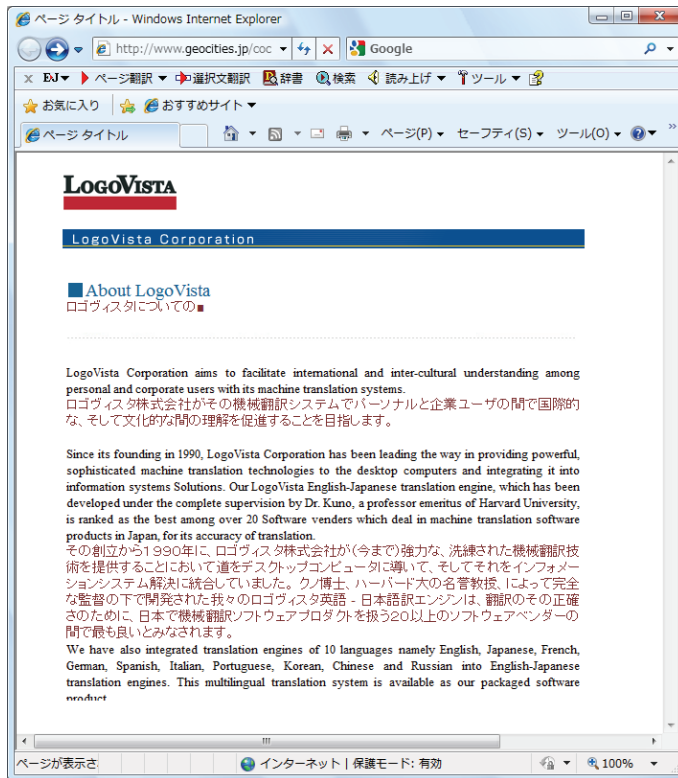 ページ タイトル - Windows Internet Explorer
http://www.geocities.jp/coc
Google
x EJ▼ ページ翻訳 ▼ 選択文翻訳 辞書 検索 読み上げ ▼ ツール ▼
お気に入り おすすめサイト ▼
ページ タイトル ページ(P) ▼ セーフティ(S) ▼ ツール(O) ▼ »
LOGOVISTA
LogoVista Corporation
■About LogoVista
ロゴヴィスタについての■
LogoVista Corporation aims to facilitate international and inter-cultural understanding among
personal and corporate users with its machine translation systems.
ロゴヴィスタ株式会社がその機械翻訳システムでパーソナルと企業ユーザの間で国際的
な、そして文化的な間の理解を促進することを目指します。
Since its founding in 1990, LogoVista Corporation has been leading the way in providing powerful,
sophisticated machine translation technologies to the desktop computers and integrating it into
information systems Solutions. Our LogoVista English-Japanese translation engine, which has been
developed under the complete supervision by Dr. Kuno, a professor emeritus of Harvard University,
is ranked as the best among over 20 Software venders which deal in machine translation software
products in Japan, for its accuracy of translation.
その創立から1990年に、ロゴヴィスタ株式会社が(今まで)強力な、洗練された機械翻訳技
術を提供することにおいて道をデスクトップコンピュータに導いて、そしてそれをインフォメー
ションシステム解決に統合していました。クノ博士、ハーバード大の名誉教授、によって完全
な監督の下で開発された我々のロゴヴィスタ英語 - 日本語訳エンジンは、翻訳のその正確
さのために、日本で機械翻訳ソフトウェアプロダクトを扱う20以上のソフトウェアベンダーの
間で最も良いとみなされます。
We have also integrated translation engines of 10 languages namely English, Japanese, French,
German, Spanish, Italian, Portuguese, Korean, Chinese and Russian into English-Japanese
translation engines. This multilingual translation system is available as our packaged software
product
ページが表示さ インターネット | 保護モード: 有効 100% ▼